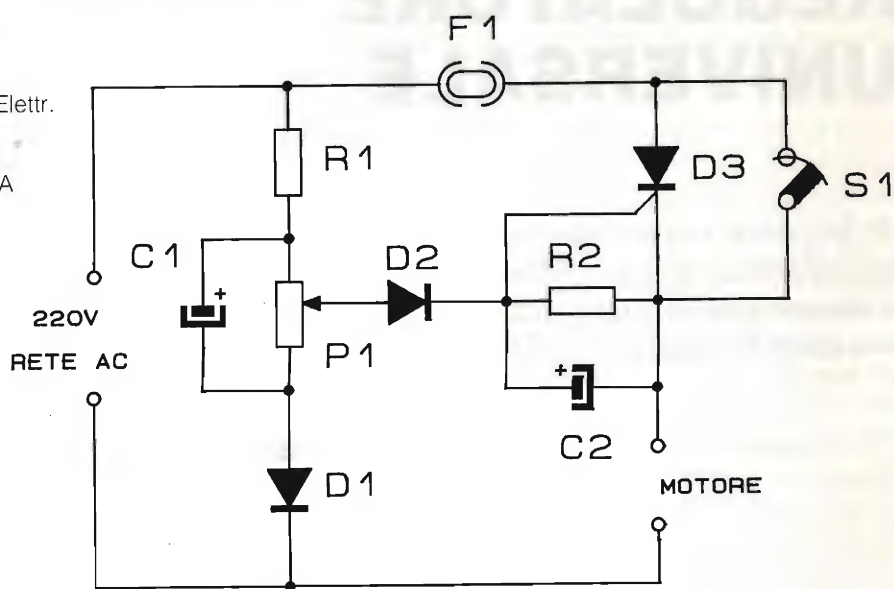 F1
Elettr.
A
R1
D3
S1
C1
+
D2
R2
220V
RETE AC
P1
+
C2
D1
MOTORE